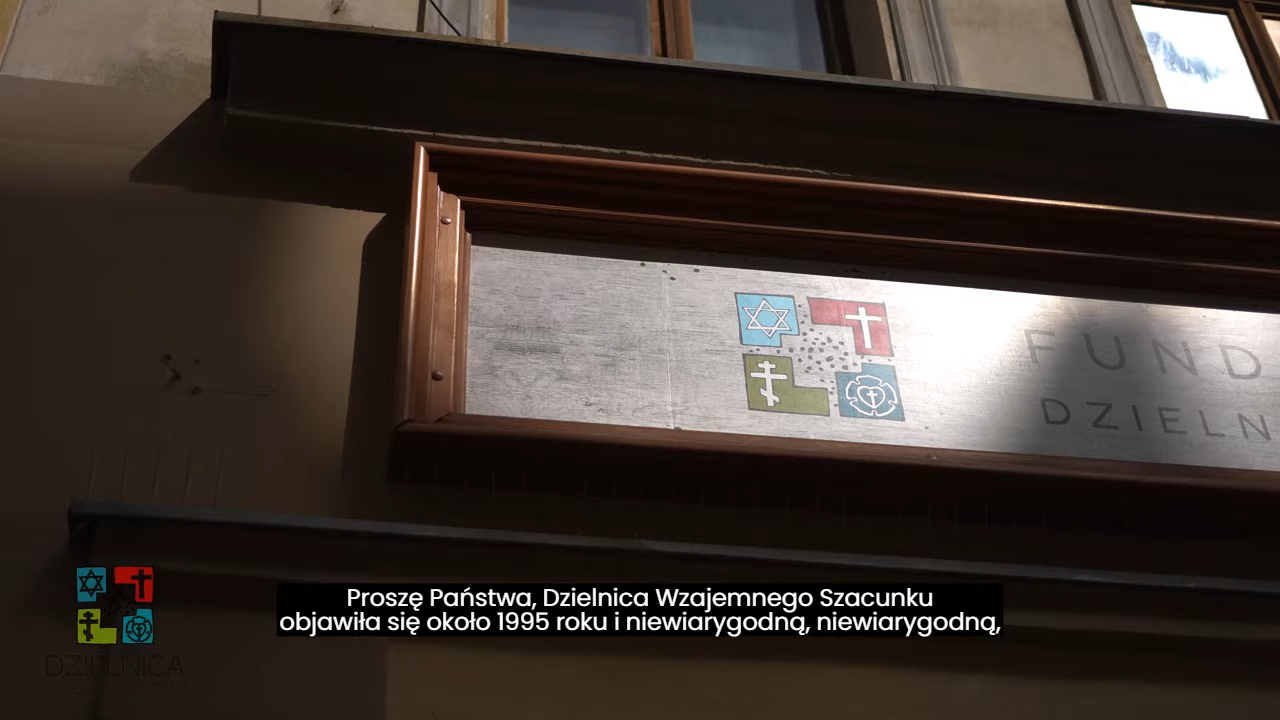 FUND
DZIELN
Proszę Państwa, Dzielnica Wzajemnego Szacunku
objawiła się około 1995 roku i niewiarygodną, niewiarygodną,
DZIELNICA